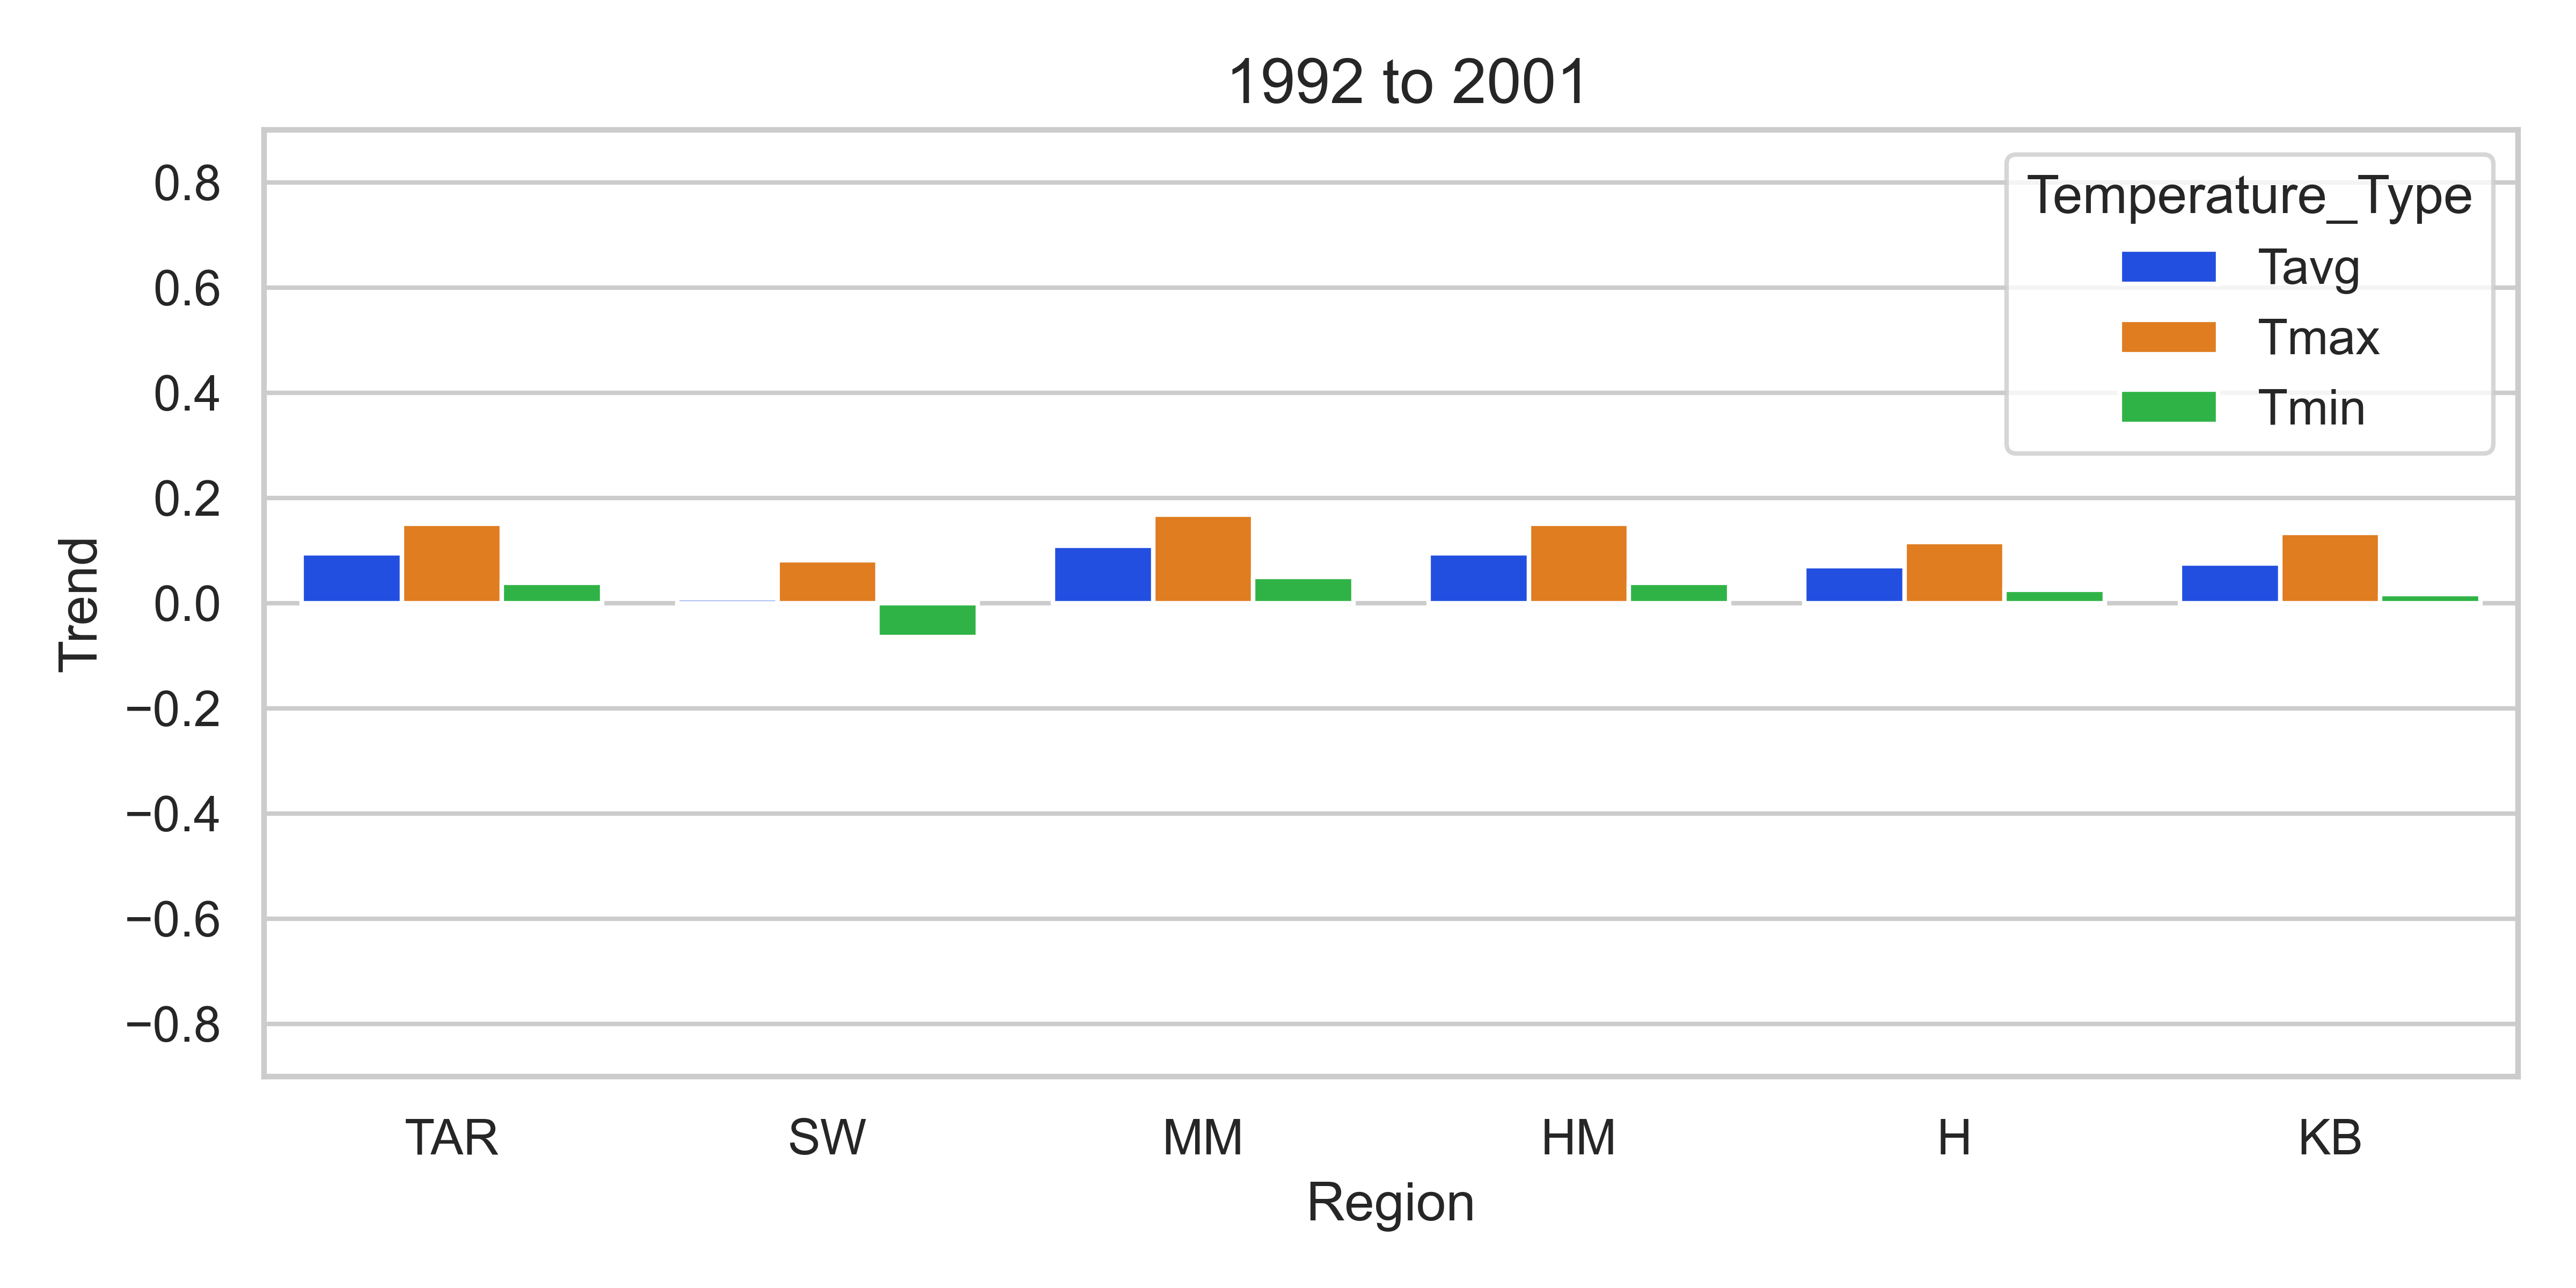 1992 to 2001
Temperature_Type
Tavg
Tmax
Tmin
0.8
0.6
0.4
0.2
0.0
−0.2
−0.4
−0.6
−0.8
Trend
TAR SW MM HM H KB
Region